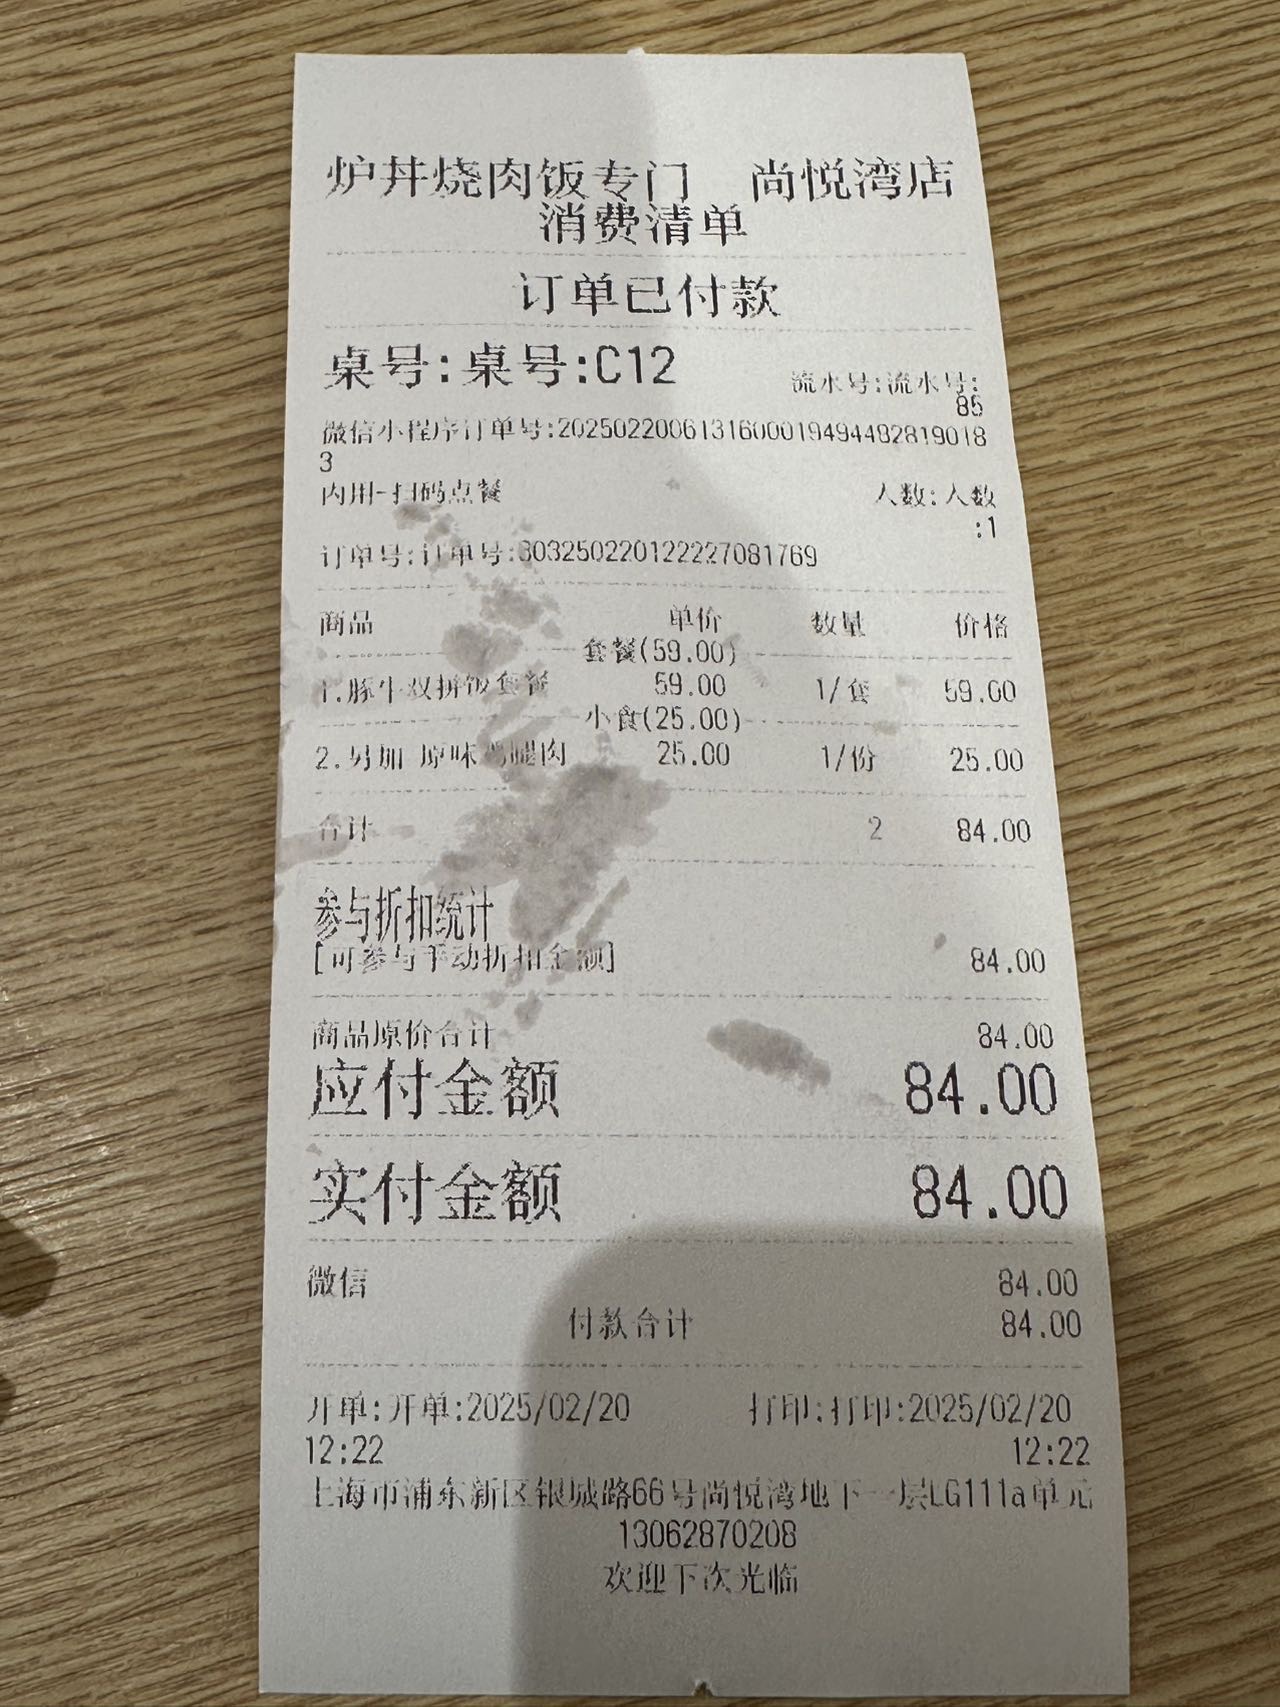 炉丼烧肉饭专门 尚悦湾店
消费清单
订单已付款
桌号:桌号:C12
流水号:流水号:
85
微信小程序订单号:2025022006131600019494482819018
3
内用-扫码点餐 人数:人数
:1
订单号:订单号:303250220122227081769
商品 单价 数量 价格
套餐(59.00)
1.豚牛双拼饭套餐 59.00 1/套 59.00
小食(25.00)
2.另加 原味鸡腿肉 25.00 1/份 25.00
合计 2 84.00
参与折扣统计
[可参与手动折扣金额] 84.00
商品原价合计 84.00
应付金额 84.00
实付金额 84.00
微信 84.00
付款合计 84.00
开单:开单:2025/02/20 打印:打印:2025/02/20
12:22 12:22
上海市浦东新区银城路66号尚悦湾地下一层LG111a单元
13062870208
欢迎下次光临